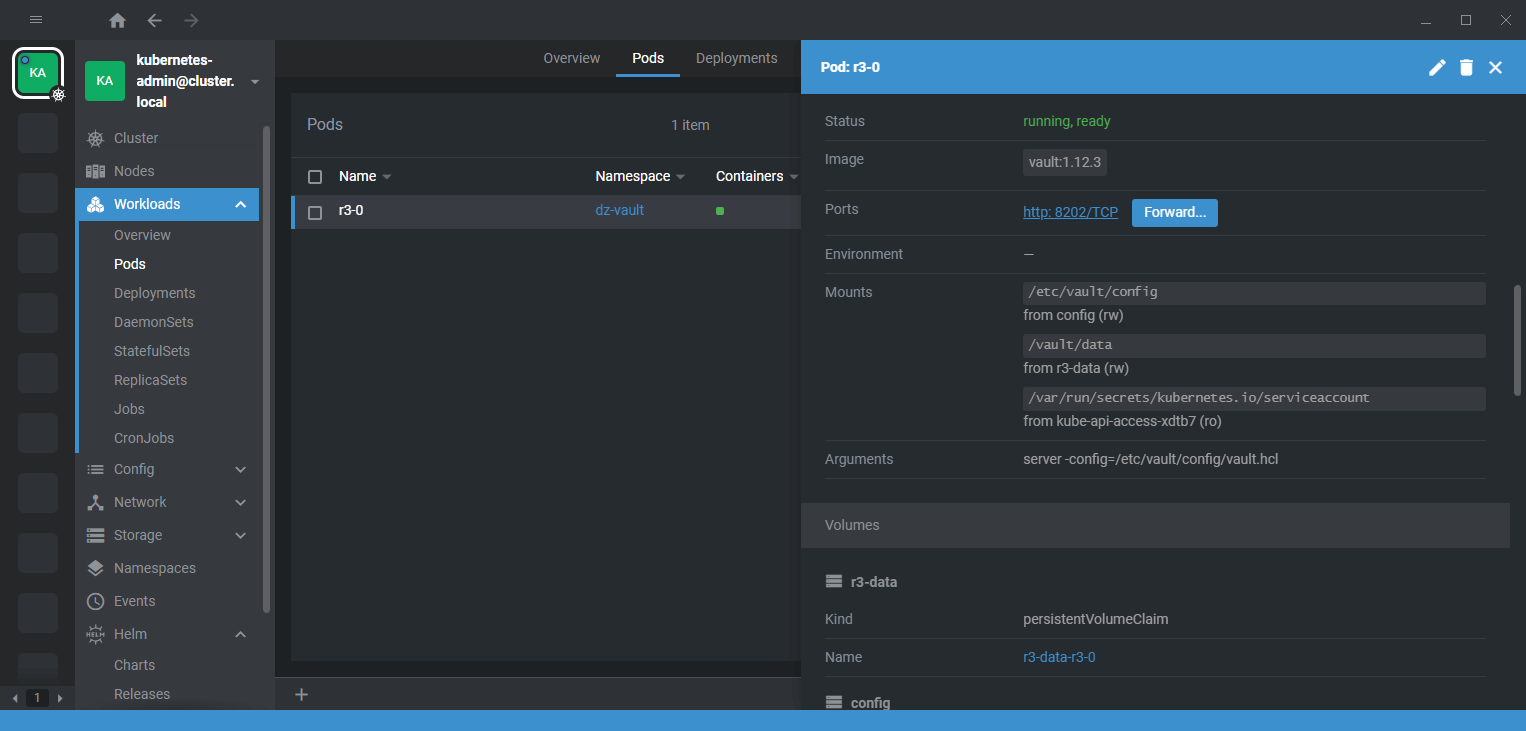 KA
KA
kubernetes-
admin@cluster.
local
Cluster
Nodes
Workloads
Overview
Pods
Deployments
DaemonSets
StatefulSets
ReplicaSets
Jobs
CronJobs
Config
Network
Storage
Namespaces
Events
HELM
Helm
Charts
Releases
1
Overview
Pods
Deployments
Pods
1 item
Name
Namespace
Containers
r3-0
dz-vault
Pod: r3-0
Status
running, ready
Image
vault:1.12.3
Ports
http: 8202/TCP
Forward...
Environment
—
Mounts
/etc/vault/config
from config (rw)
/vault/data
from r3-data (rw)
/var/run/secrets/kubernetes.io/serviceaccount
from kube-api-access-xdtb7 (ro)
Arguments
server -config=/etc/vault/config/vault.hcl
Volumes
r3-data
Kind
persistentVolumeClaim
Name
r3-data-r3-0
config